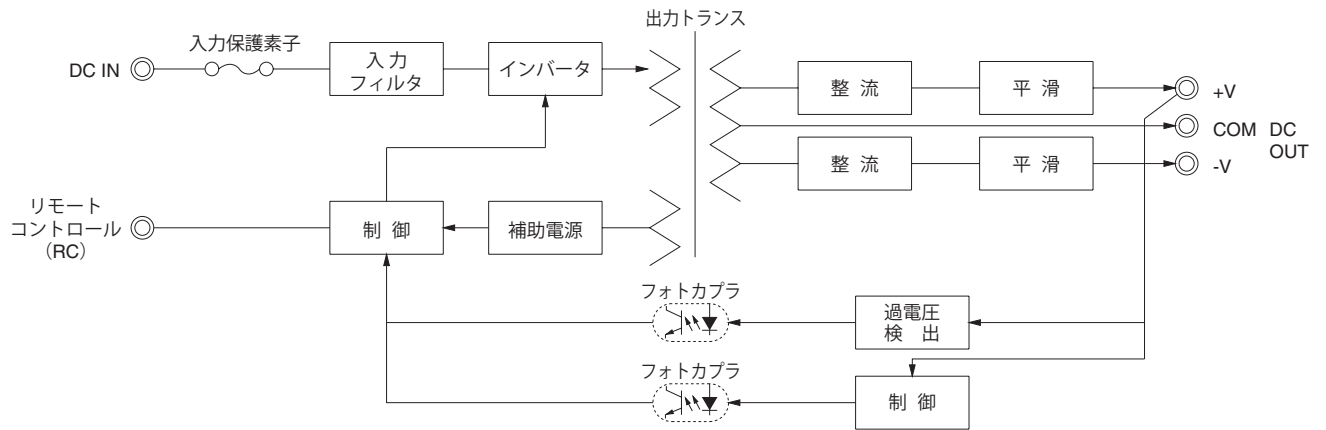 出力トランス
入力保護素子
DC IN
入 力
フィルタ
インバータ
整 流
平 滑
+V
COM
DC
OUT
整 流
平 滑
-V
リモート
コントロール
(RC)
制 御
補助電源
フォトカプラ
過電圧
検 出
フォトカプラ
制 御